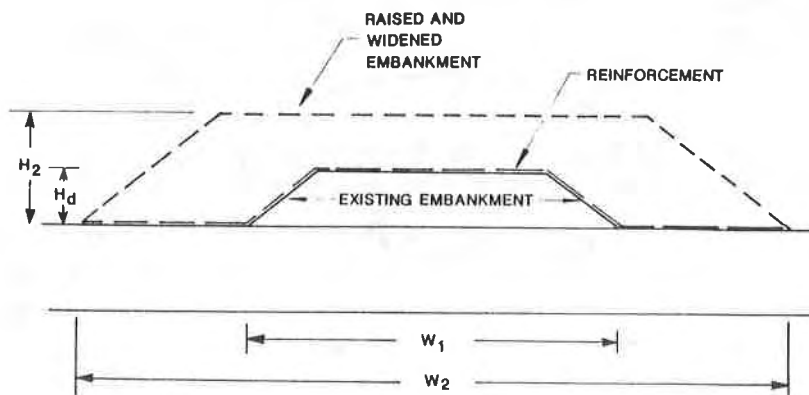 RAISED AND
WIDENED
EMBANKMENT
REINFORCEMENT
H2
Hd
EXISTING EMBANKMENT
W1
W2